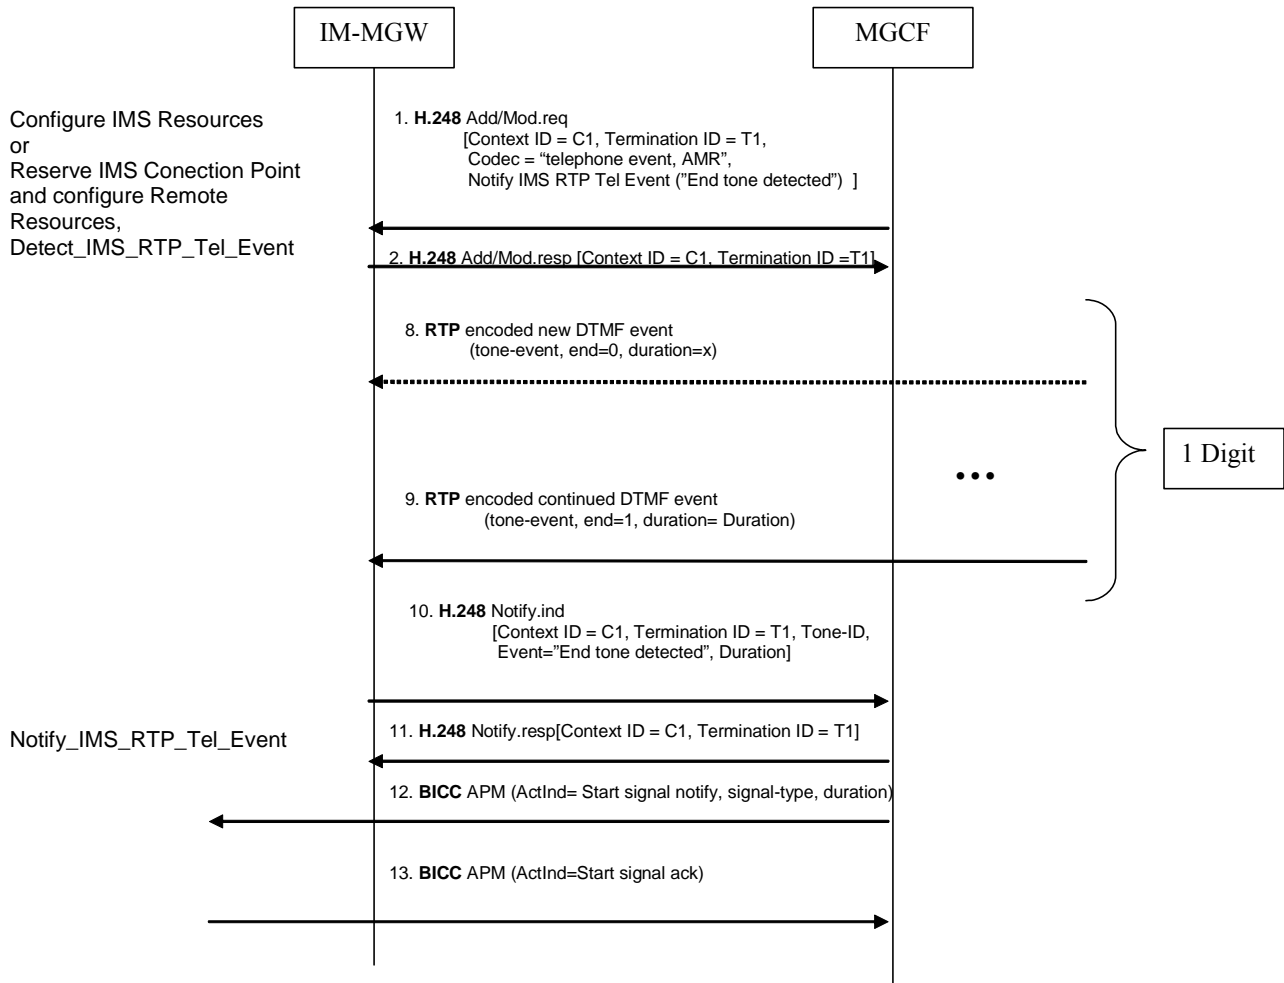 IM-MGW
MGCF
Configure IMS Resources
or
Reserve IMS Conection Point
and configure Remote
Resources,
Detect_IMS_RTP_Tel_Event
1. H.248 Add/Mod.req
[Context ID = C1, Termination ID = T1,
Codec = “telephone event, AMR”,
Notify IMS RTP Tel Event (”End tone detected”) ]
2. H.248 Add/Mod.resp [Context ID = C1, Termination ID =T1]
8. RTP encoded new DTMF event
(tone-event, end=0, duration=x)
1 Digit
...
9. RTP encoded continued DTMF event
(tone-event, end=1, duration= Duration)
10. H.248 Notify.ind
[Context ID = C1, Termination ID = T1, Tone-ID,
Event=”End tone detected”, Duration]
11. H.248 Notify.resp[Context ID = C1, Termination ID = T1]
Notify_IMS_RTP_Tel_Event
12. BICC APM (ActInd= Start signal notify, signal-type, duration)
13. BICC APM (ActInd=Start signal ack)